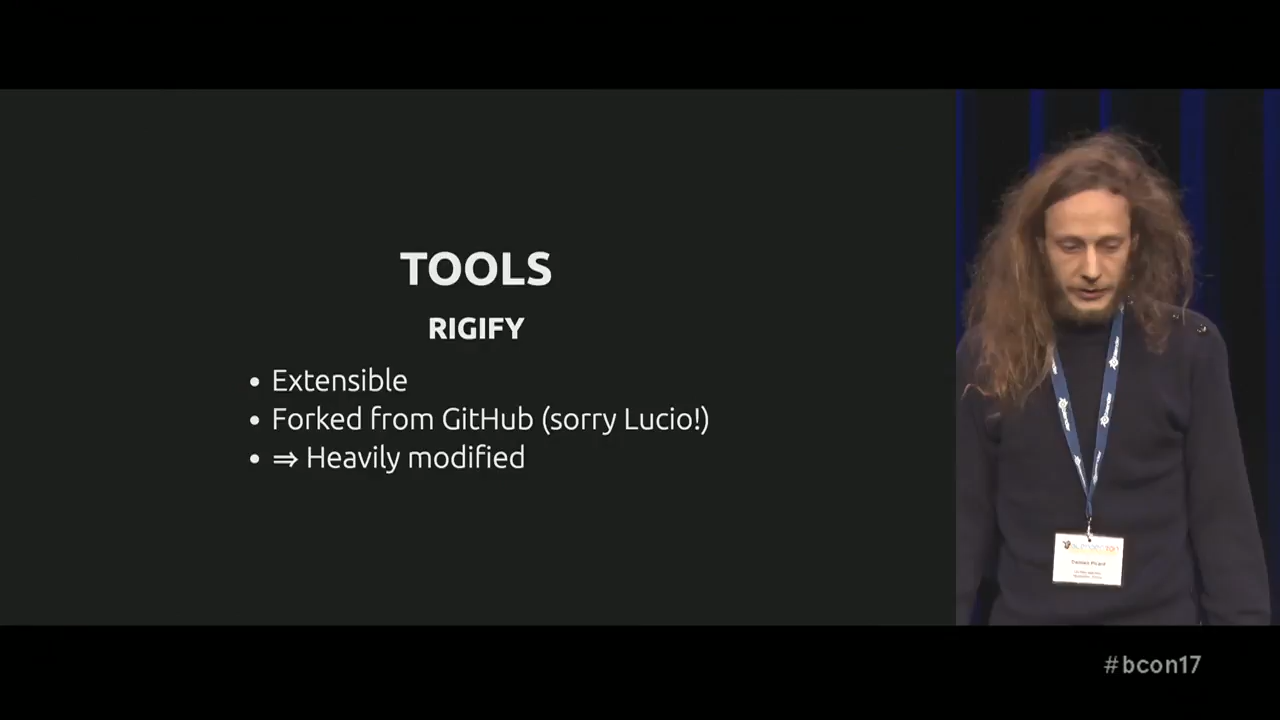 TOOLS
RIGIFY
• Extensible
• Forked from GitHub (sorry Lucio!)
• ⇒ Heavily modified
#bcon17